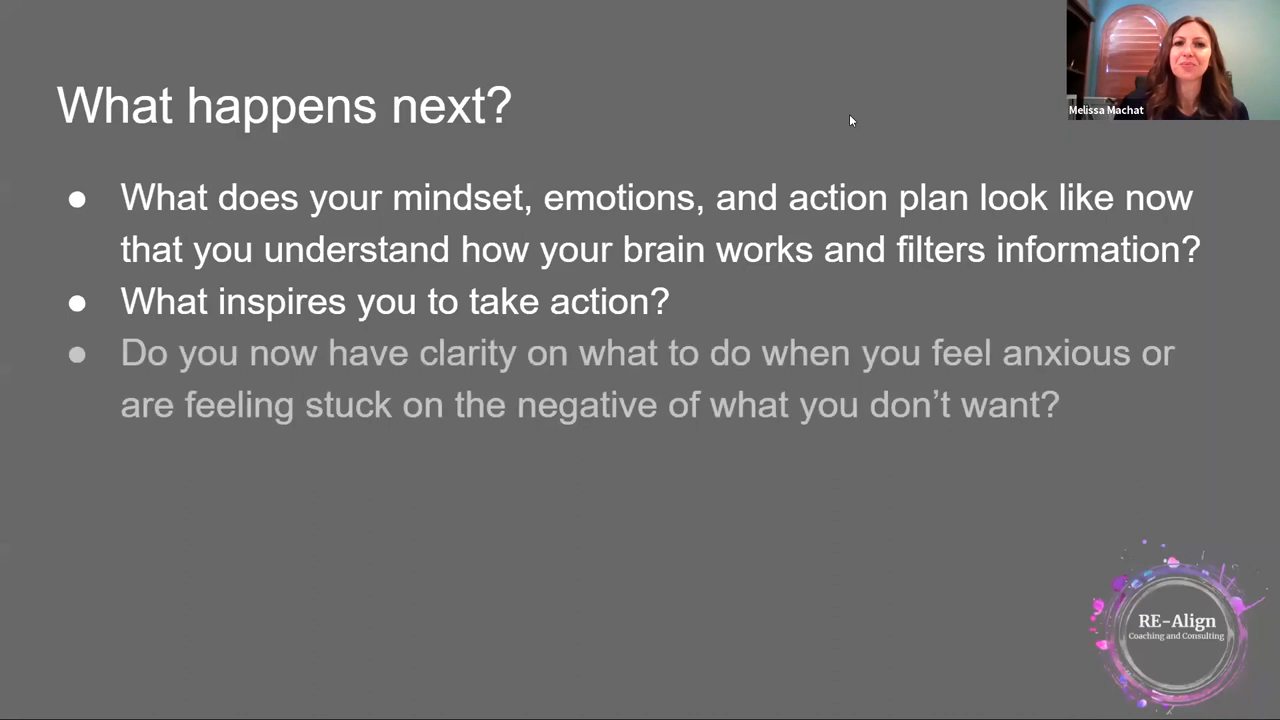 Melissa Machat
What happens next?
● What does your mindset, emotions, and action plan look like now
that you understand how your brain works and filters information?
● What inspires you to take action?
● Do you now have clarity on what to do when you feel anxious or
are feeling stuck on the negative of what you don’t want?
RE-Align
Coaching and Consulting